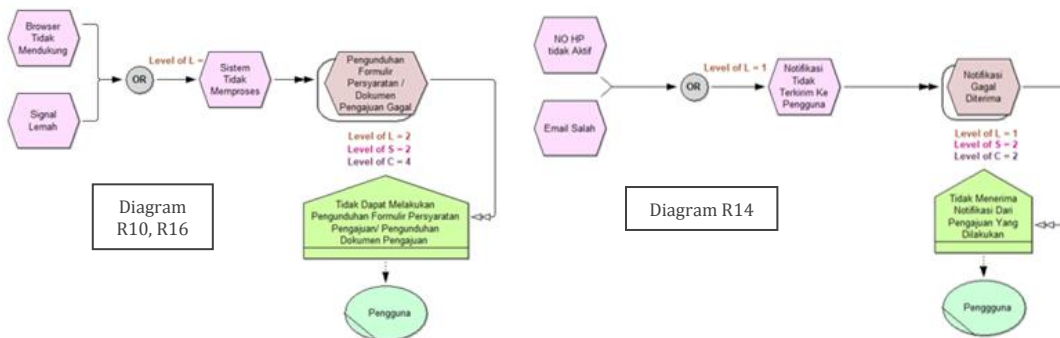 Browser
Tidak
Mendukung
Signal
Lemah
OR
Level of L =
Sistem
Tidak
Memproses
Pengunduhan
Formulir
Persyaratan /
Dokumen
Pengajuan Gagal
Level of L = 2
Level of S = 2
Level of C = 4
Tidak Dapat Melakukan
Pengunduhan Formulir Persyaratan
Pengajuan/ Pengunduhan
Dokumen Pengajuan
Pengguna
Diagram
R10, R16
NO HP
tidak Aktif
Email Salah
OR
Level of L = 1
Notifikasi
Tidak
Terkirim Ke
Pengguna
Notifikasi
Gagal
Diterima
Level of L = 1
Level of S = 2
Level of C = 2
Tidak Menerima
Notifikasi Dari
Pengajuan Yang
Dilakukan
Penggguna
Diagram R14